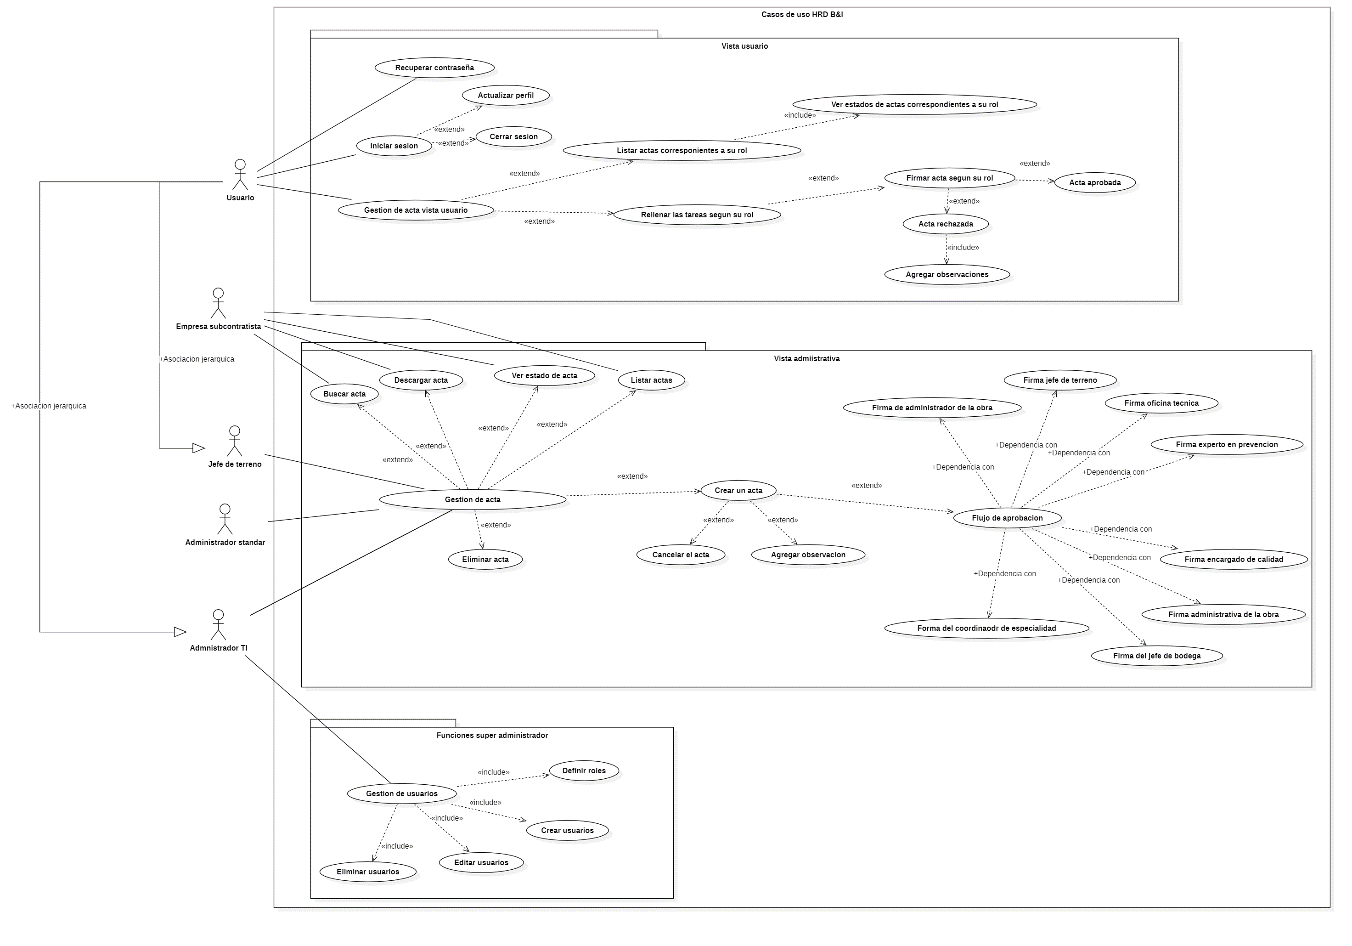 Casos de uso HRD B&I
Vista usuario
Recuperar contraseña
Actualizar perfil
«extend»
Cerrar sesion
«extend»
Iniciar sesion
Ver estados de actas correspondientes a su rol
«include»
Listar actas corresponientes a su rol
«extend»
Usuario
Gestion de acta vista usuario
«extend»
Rellenar las tareas segun su rol
«extend»
Firmar acta segun su rol
«extend»
Acta aprobada
«extend»
Acta rechazada
«include»
Agregar observaciones
Empresa subcontratista
+Asociacion jerarquica
+Asociacion jerarquica
Vista admiistrativa
Buscar acta
Descargar acta
Ver estado de acta
Listar actas
«extend»
«extend»
«extend»
«extend»
Jefe de terreno
Gestion de acta
«extend»
Crear un acta
«extend»
Administrador standar
«extend»
Eliminar acta
«extend»
«extend»
Cancelar el acta
Agregar observacion
Firma de administrador de la obra
Firma jefe de terreno
Firma oficina tecnica
Firma experto en prevencion
+Dependencia con
+Dependencia con
+Dependencia con
+Dependencia con
Flujo de aprobacion
+Dependencia con
+Dependencia con
+Dependencia con
+Dependencia con
Firma encargado de calidad
Firma administrativa de la obra
Forma del coordinaodr de especialidad
Firma del jefe de bodega
Admnistrador TI
Funciones super administrador
Gestion de usuarios
«include»
Definir roles
«include»
Crear usuarios
«include»
Editar usuarios
«include»
Eliminar usuarios